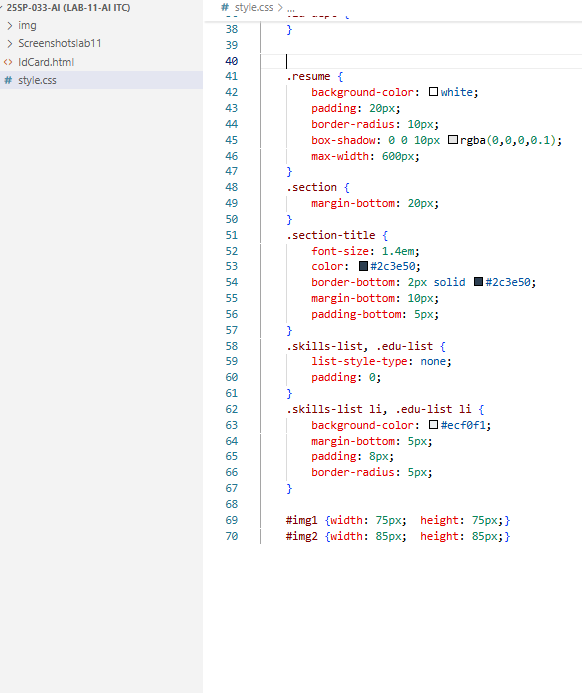 255P-033-AI (LAB-11-AI ITC)
img
Screenshotslab11
IdCard.html
# style.css
# style.css > ...
38 }
39
40
41 .resume {
42 background-color: white;
43 padding: 20px;
44 border-radius: 10px;
45 box-shadow: 0 0 10px rgba(0,0,0,0.1);
46 max-width: 600px;
47 }
48 .section {
49 margin-bottom: 20px;
50 }
51 .section-title {
52 font-size: 1.4em;
53 color: #2c3e50;
54 border-bottom: 2px solid #2c3e50;
55 margin-bottom: 10px;
56 padding-bottom: 5px;
57 }
58 .skills-list, .edu-list {
59 list-style-type: none;
60 padding: 0;
61 }
62 .skills-list li, .edu-list li {
63 background-color: #ecf0f1;
64 margin-bottom: 5px;
65 padding: 8px;
66 border-radius: 5px;
67 }
68
69 #img1 {width: 75px; height: 75px;}
70 #img2 {width: 85px; height: 85px;}